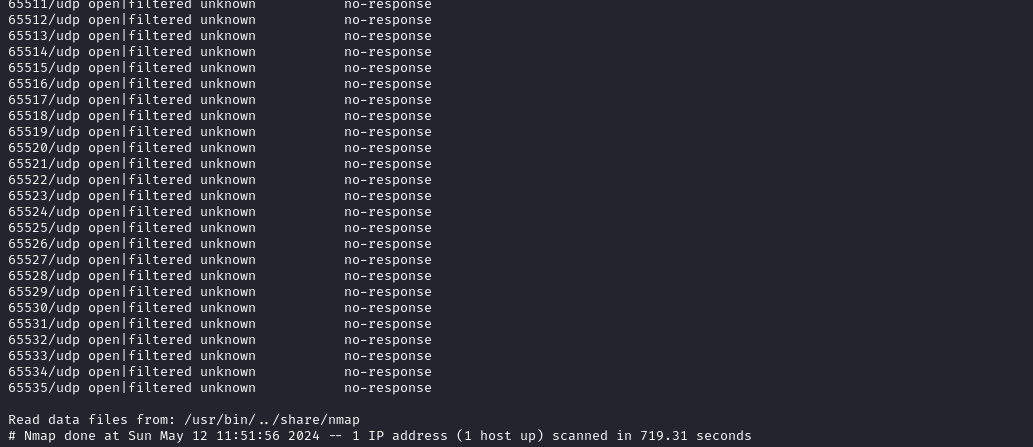 65511/udp open|filtered unknown           no-response
65512/udp open|filtered unknown           no-response
65513/udp open|filtered unknown           no-response
65514/udp open|filtered unknown           no-response
65515/udp open|filtered unknown           no-response
65516/udp open|filtered unknown           no-response
65517/udp open|filtered unknown           no-response
65518/udp open|filtered unknown           no-response
65519/udp open|filtered unknown           no-response
65520/udp open|filtered unknown           no-response
65521/udp open|filtered unknown           no-response
65522/udp open|filtered unknown           no-response
65523/udp open|filtered unknown           no-response
65524/udp open|filtered unknown           no-response
65525/udp open|filtered unknown           no-response
65526/udp open|filtered unknown           no-response
65527/udp open|filtered unknown           no-response
65528/udp open|filtered unknown           no-response
65529/udp open|filtered unknown           no-response
65530/udp open|filtered unknown           no-response
65531/udp open|filtered unknown           no-response
65532/udp open|filtered unknown           no-response
65533/udp open|filtered unknown           no-response
65534/udp open|filtered unknown           no-response
65535/udp open|filtered unknown           no-response
Read data files from: /usr/bin/../share/nmap
# Nmap done at Sun May 12 11:51:56 2024 -- 1 IP address (1 host up) scanned in 719.31 seconds